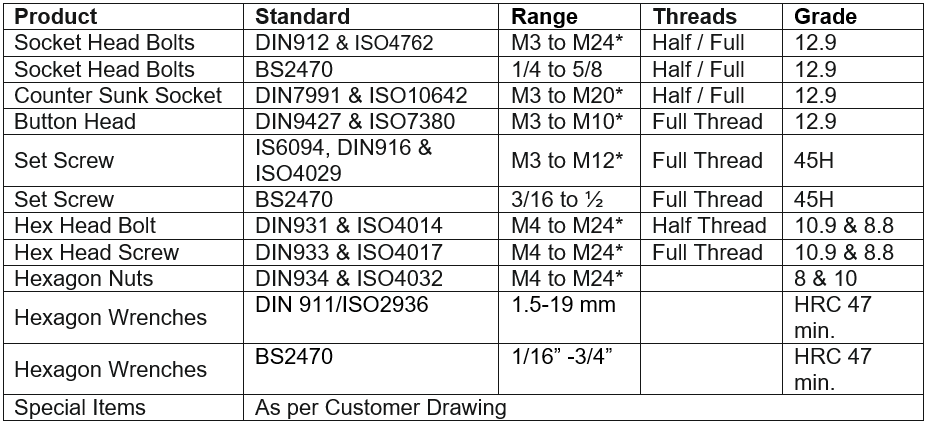 Product Standard Range Threads Grade
Socket Head Bolts DIN912 & ISO4762 M3 to M24* Half / Full 12.9
Socket Head Bolts BS2470 1/4 to 5/8 Half / Full 12.9
Counter Sunk Socket DIN7991 & ISO10642 M3 to M20* Half / Full 12.9
Button Head DIN9427 & ISO7380 M3 to M10* Full Thread 12.9
Set Screw IS6094, DIN916 & ISO4029 M3 to M12* Full Thread 45H
Set Screw BS2470 3/16 to ½ Full Thread 45H
Hex Head Bolt DIN931 & ISO4014 M4 to M24* Half Thread 10.9 & 8.8
Hex Head Screw DIN933 & ISO4017 M4 to M24* Full Thread 10.9 & 8.8
Hexagon Nuts DIN934 & ISO4032 M4 to M24* 8 & 10
Hexagon Wrenches DIN 911/ISO2936 1.5-19 mm HRC 47 min.
Hexagon Wrenches BS2470 1/16” -3/4” HRC 47 min.
Special Items As per Customer Drawing